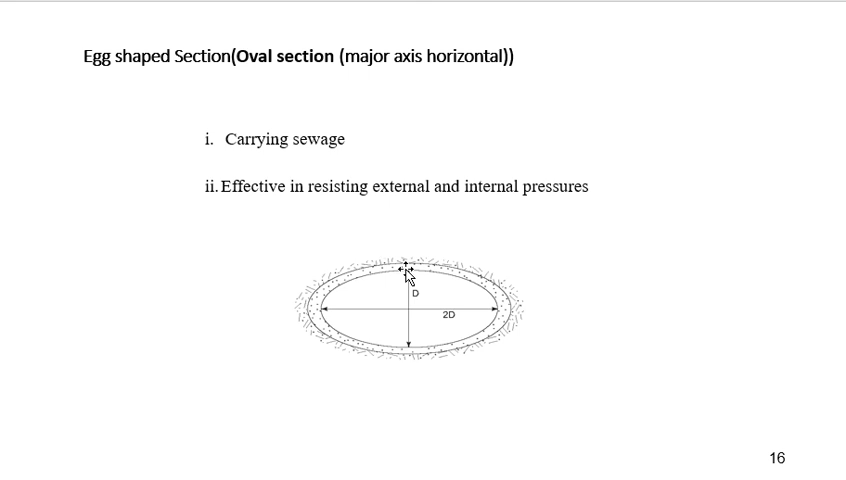 Egg shaped Section(Oval section (major axis horizontal))
i. Carrying sewage
ii. Effective in resisting external and internal pressures
D
2D
16